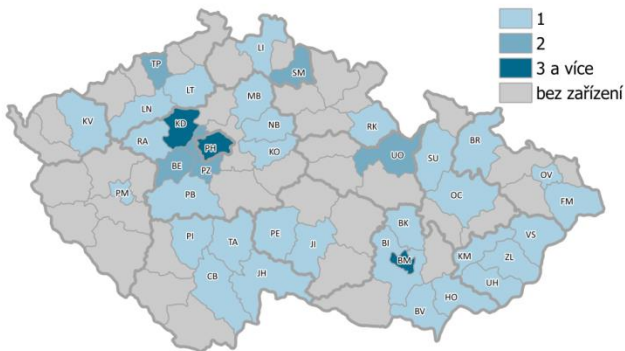 1
2
3 a více
bez zařízení
LI
TP
SM
LT
MB
LN
KV
KD
NB
RK
RA
PH
KO
UO
SU
BR
BE
PZ
PM
PB
OC
OV
FM
PI
TA
PE
JI
BK
BI
BM
KM
VS
ZL
CB
JH
UH
HO
BV